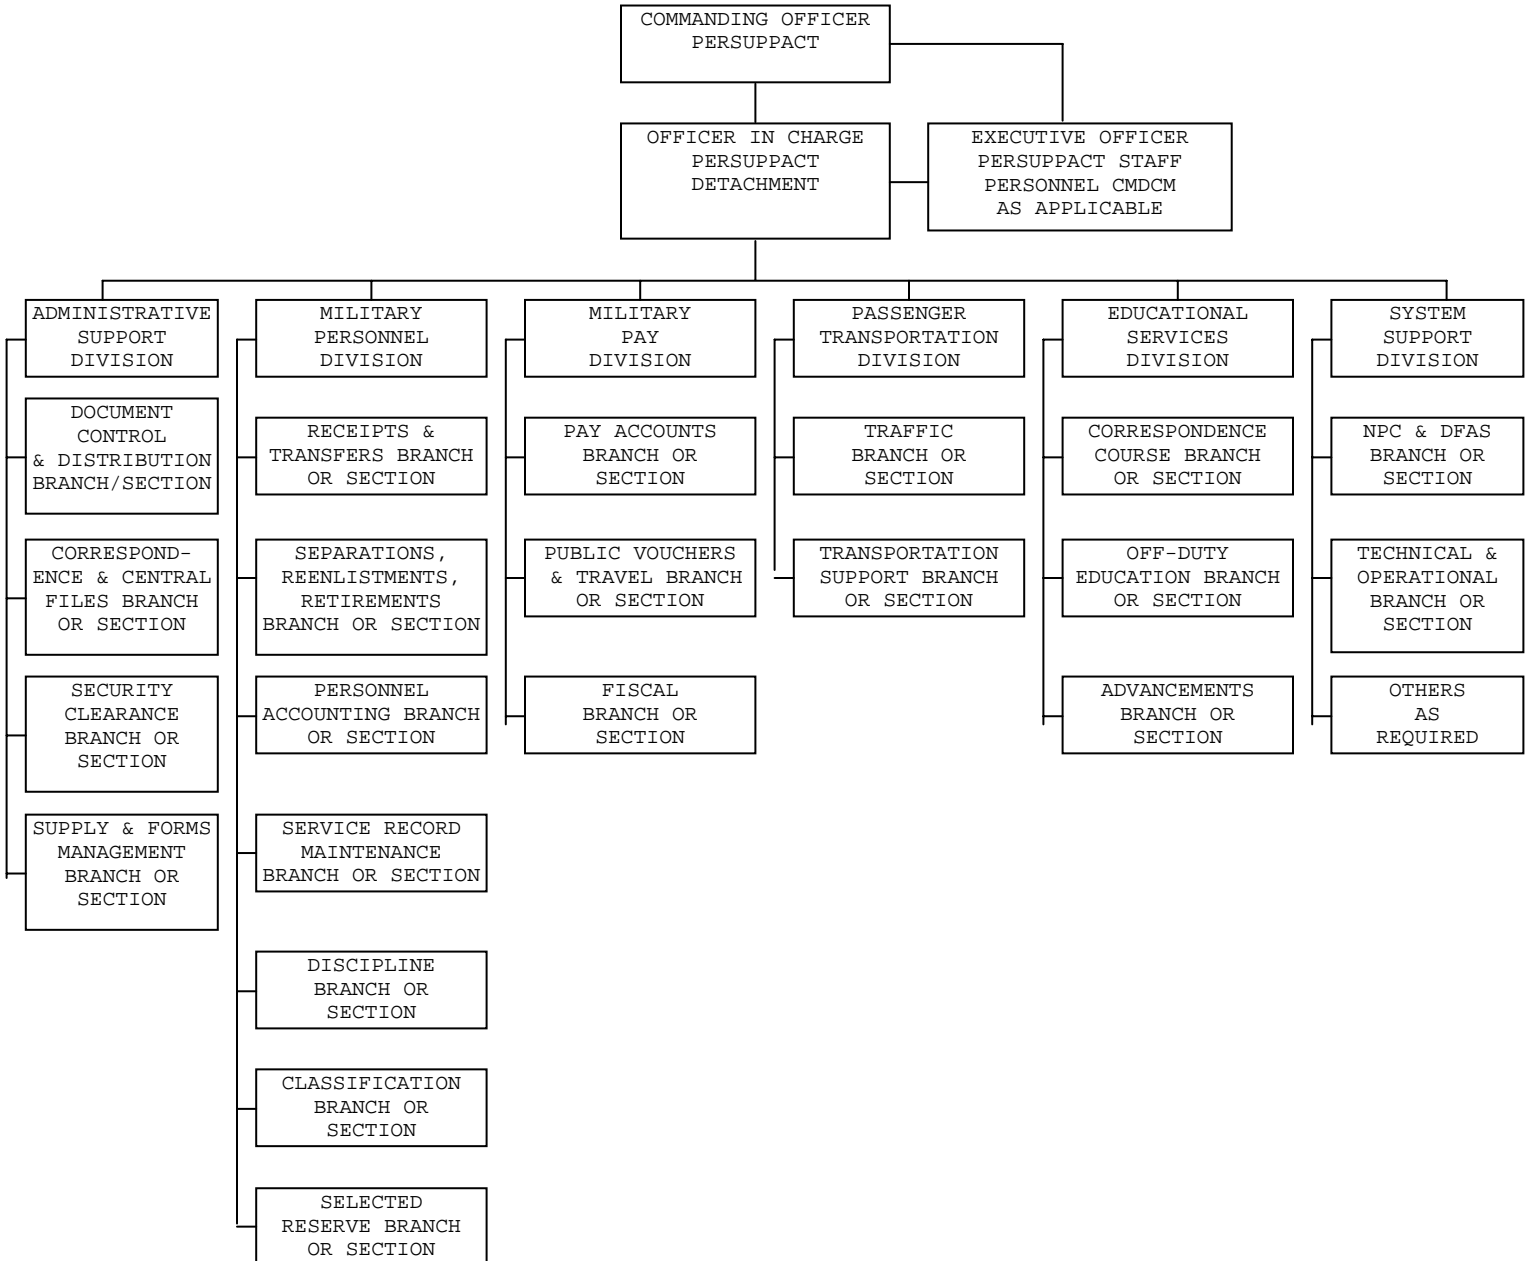 COMMANDING OFFICER
PERSUPPACT
OFFICER IN CHARGE
PERSUPPACT
DETACHMENT
EXECUTIVE OFFICER
PERSUPPACT STAFF
PERSONNEL CMDCM
AS APPLICABLE
ADMINISTRATIVE
SUPPORT
DIVISION
MILITARY
PERSONNEL
DIVISION
MILITARY
PAY
DIVISION
PASSENGER
TRANSPORTATION
DIVISION
EDUCATIONAL
SERVICES
DIVISION
SYSTEM
SUPPORT
DIVISION
DOCUMENT
CONTROL
& DISTRIBUTION
BRANCH/SECTION
RECEIPTS &
TRANSFERS BRANCH
OR SECTION
PAY ACCOUNTS
BRANCH OR
SECTION
TRAFFIC
BRANCH OR
SECTION
CORRESPONDENCE
COURSE BRANCH
OR SECTION
NPC & DFAS
BRANCH OR
SECTION
CORRESPOND-
ENCE & CENTRAL
FILES BRANCH
OR SECTION
SEPARATIONS,
REENLISTMENTS,
RETIREMENTS
BRANCH OR SECTION
PUBLIC VOUCHERS
& TRAVEL BRANCH
OR SECTION
TRANSPORTATION
SUPPORT BRANCH
OR SECTION
OFF-DUTY
EDUCATION BRANCH
OR SECTION
TECHNICAL &
OPERATIONAL
BRANCH OR
SECTION
SECURITY
CLEARANCE
BRANCH OR
SECTION
PERSONNEL
ACCOUNTING BRANCH
OR SECTION
FISCAL
BRANCH OR
SECTION
ADVANCEMENTS
BRANCH OR
SECTION
OTHERS
AS
REQUIRED
SUPPLY & FORMS
MANAGEMENT
BRANCH OR
SECTION
SERVICE RECORD
MAINTENANCE
BRANCH OR SECTION
DISCIPLINE
BRANCH OR
SECTION
CLASSIFICATION
BRANCH OR
SECTION
SELECTED
RESERVE BRANCH
OR SECTION